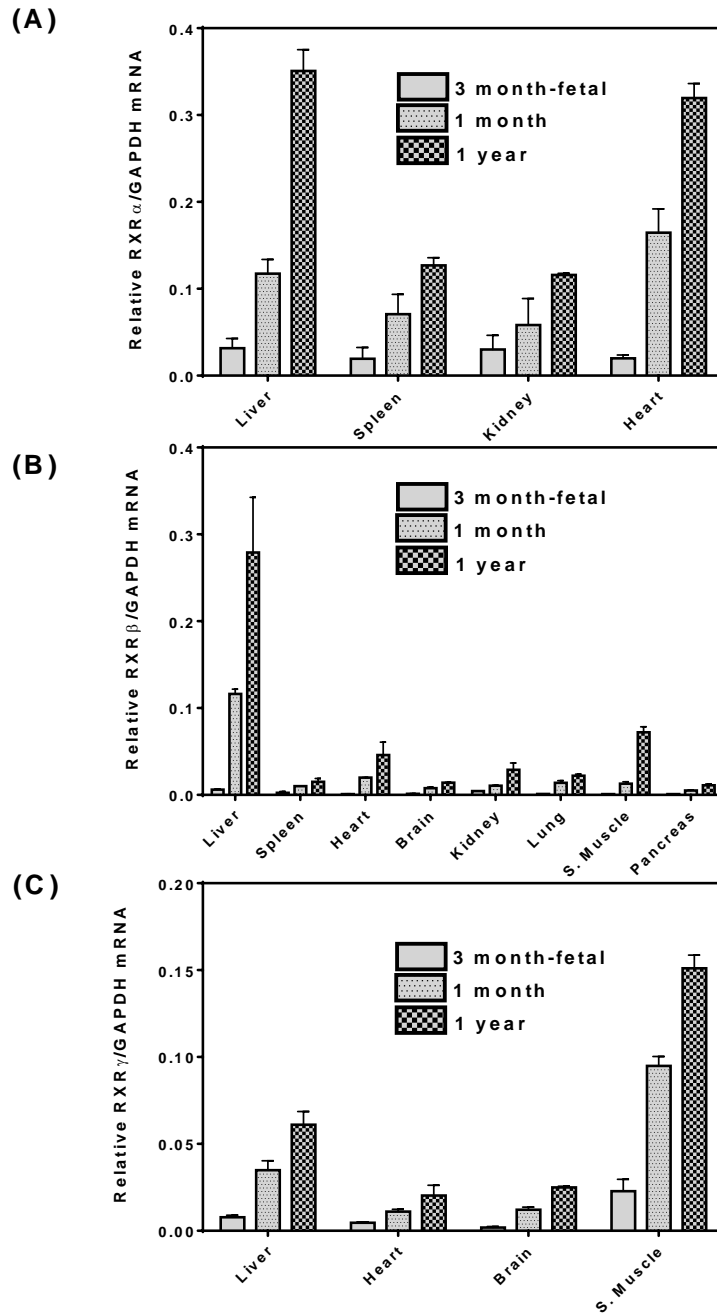 (A)
Relative RXRα/GAPDH mRNA
0.4
0.3
0.2
0.1
0.0
3 month-fetal
1 month
1 year
Liver
Spleen
Kidney
Heart
(B)
Relative RXRβ/GAPDH mRNA
0.4
0.3
0.2
0.1
0.0
3 month-fetal
1 month
1 year
Liver
Spleen
Heart
Brain
Kidney
Lung
S. Muscle
Pancreas
(C)
Relative RXRγ/GAPDH mRNA
0.20
0.15
0.10
0.05
0.00
3 month-fetal
1 month
1 year
Liver
Heart
Brain
S. Muscle